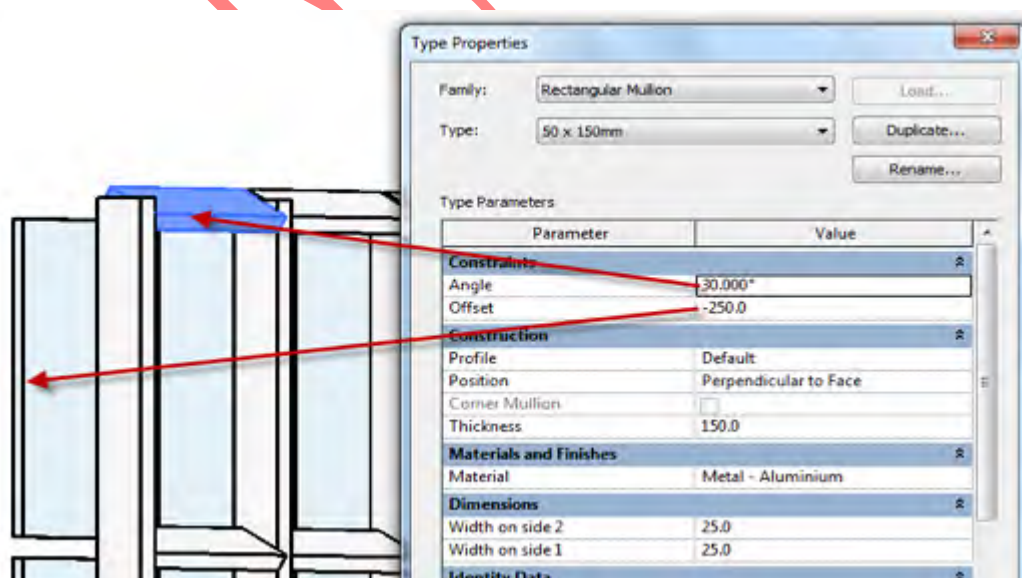 Type Properties
Family: Rectangular Mullion Load...
Type: 50 x 150mm Duplicate...
Rename...
Type Parameters
Parameter Value
Constraints
Angle 30.000°
Offset -250.0
Construction
Profile Default
Position Perpendicular to Face
Corner Mullion
Thickness 150.0
Materials and Finishes
Material Metal - Aluminium
Dimensions
Width on side 2 25.0
Width on side 1 25.0
Identity Data